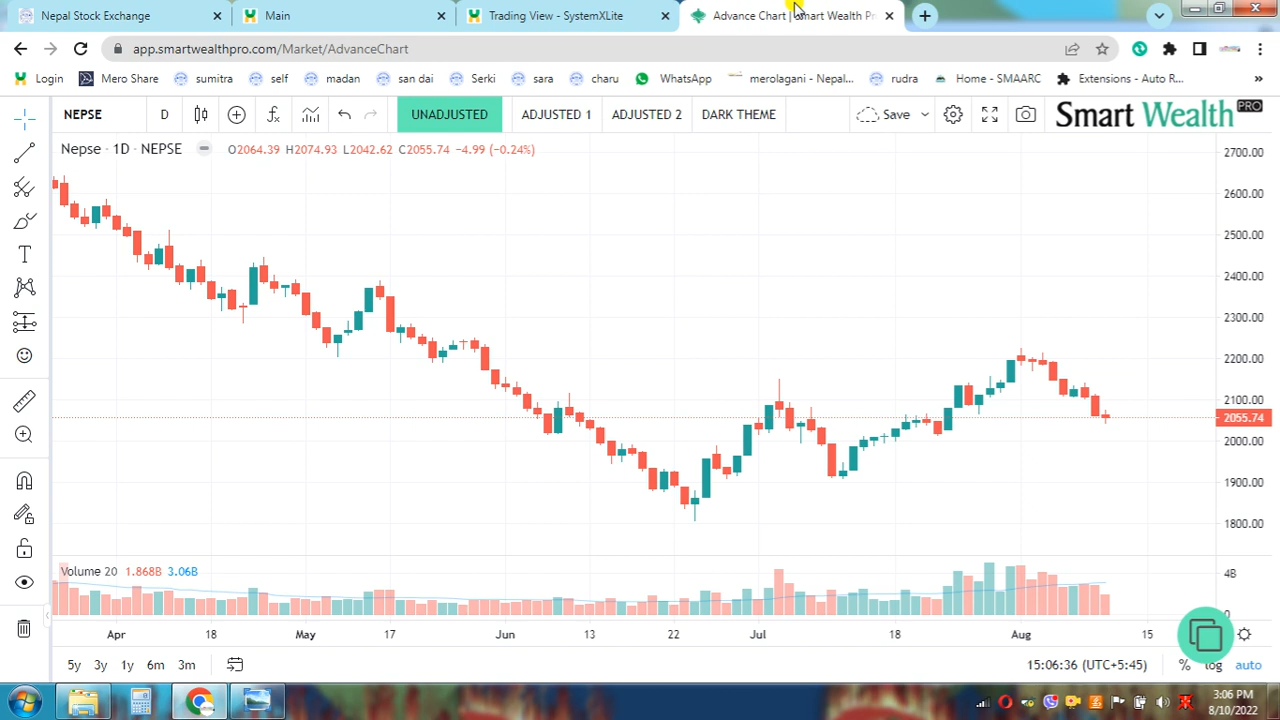 Nepal Stock Exchange
Main
Trading View - SystemXLite
Advance Chart | Smart Wealth Pr
app.smartwealthpro.com/Market/AdvanceChart
Login
Mero Share
sumitra
self
madan
san dai
Serki
sara
charu
WhatsApp
merolagani - Nepal...
rudra
Home - SMAARC
Extensions - Auto R...
»
NEPSE
D
UNADJUSTED
ADJUSTED 1
ADJUSTED 2
DARK THEME
Save
Smart Wealth PRO
Nepse · 1D · NEPSE
O2064.39 H2074.93 L2042.62 C2055.74 −4.99 (−0.24%)
2700.00
2600.00
2500.00
2400.00
2300.00
2200.00
2100.00
2055.74
2000.00
1900.00
1800.00
Volume 20 1.868B 3.06B
4B
0
Apr
18
May
17
Jun
13
22
Jul
18
Aug
15
5y
3y
1y
6m
3m
15:06:36 (UTC+5:45)
%
log
auto
3:06 PM
8/10/2022